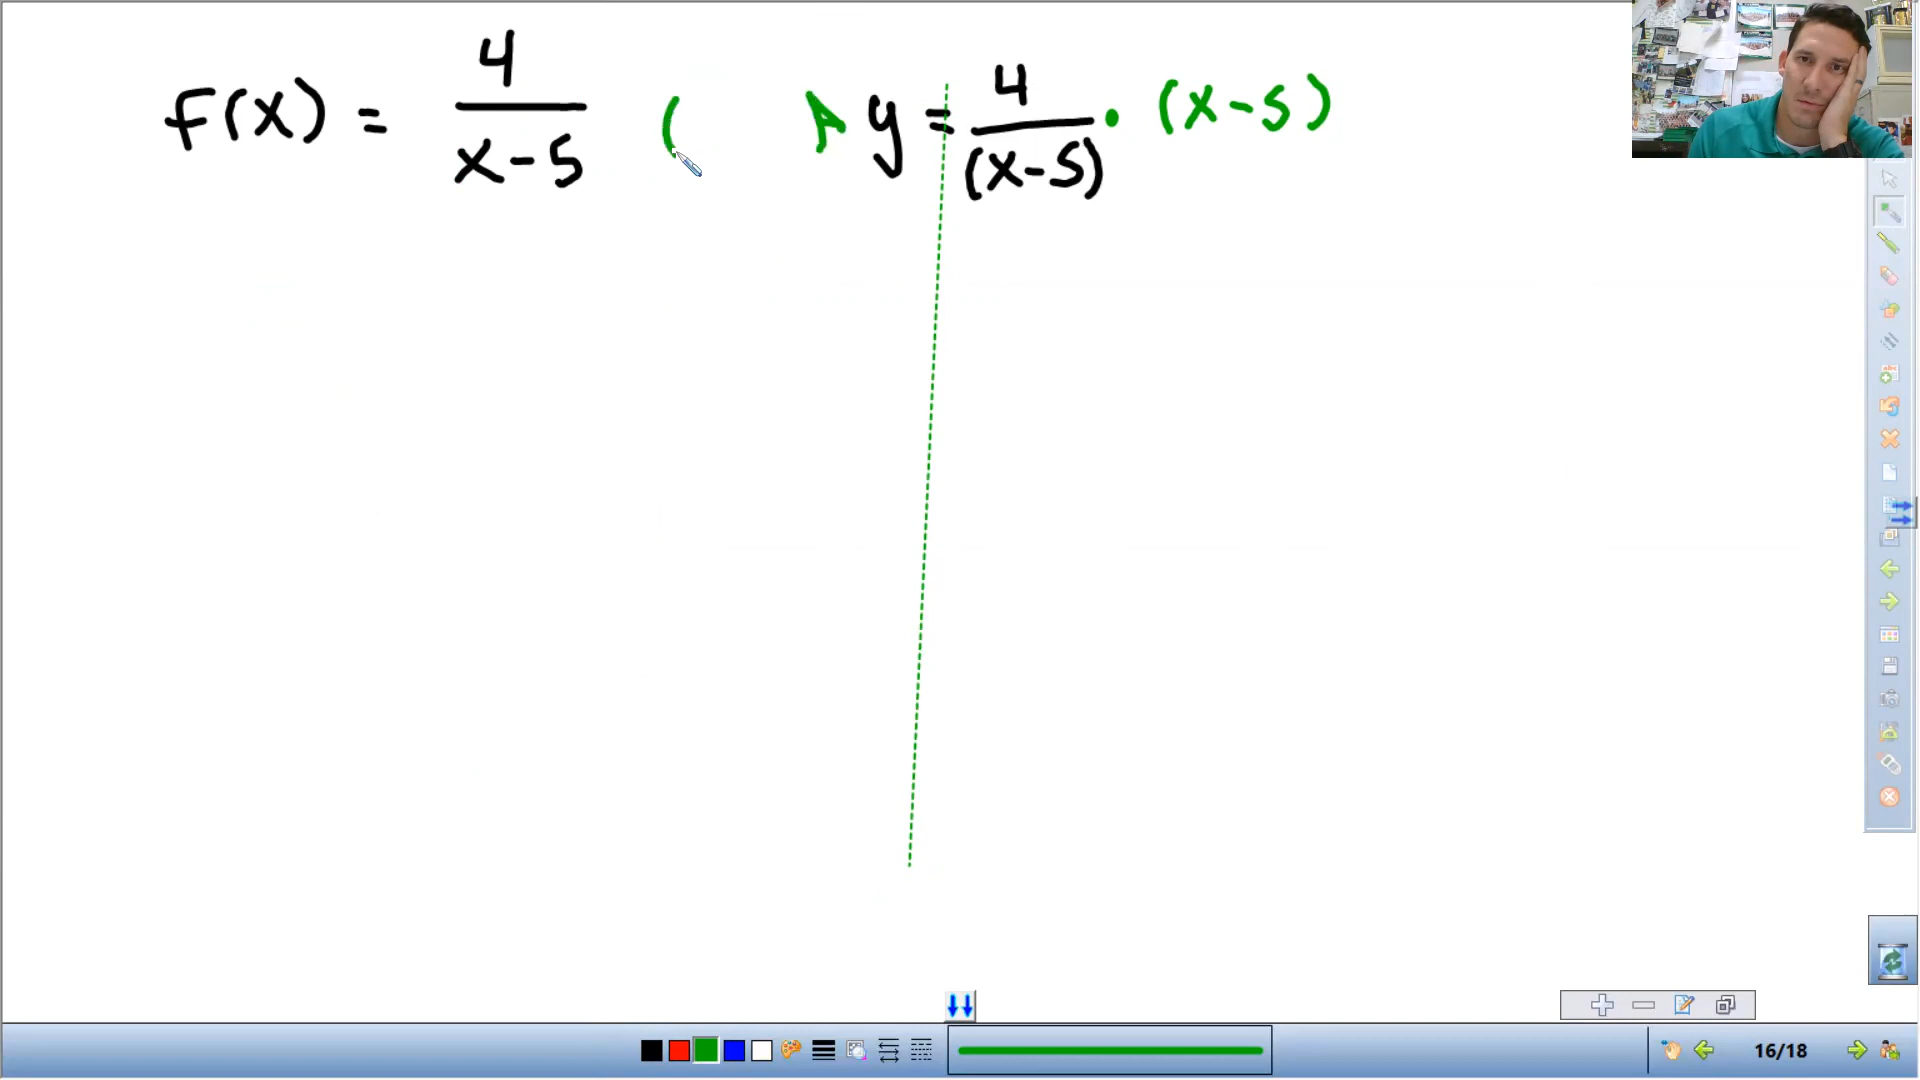 F(x) = 4/(x-5) ( y = 4/(x-5) · (x-5)
16/18